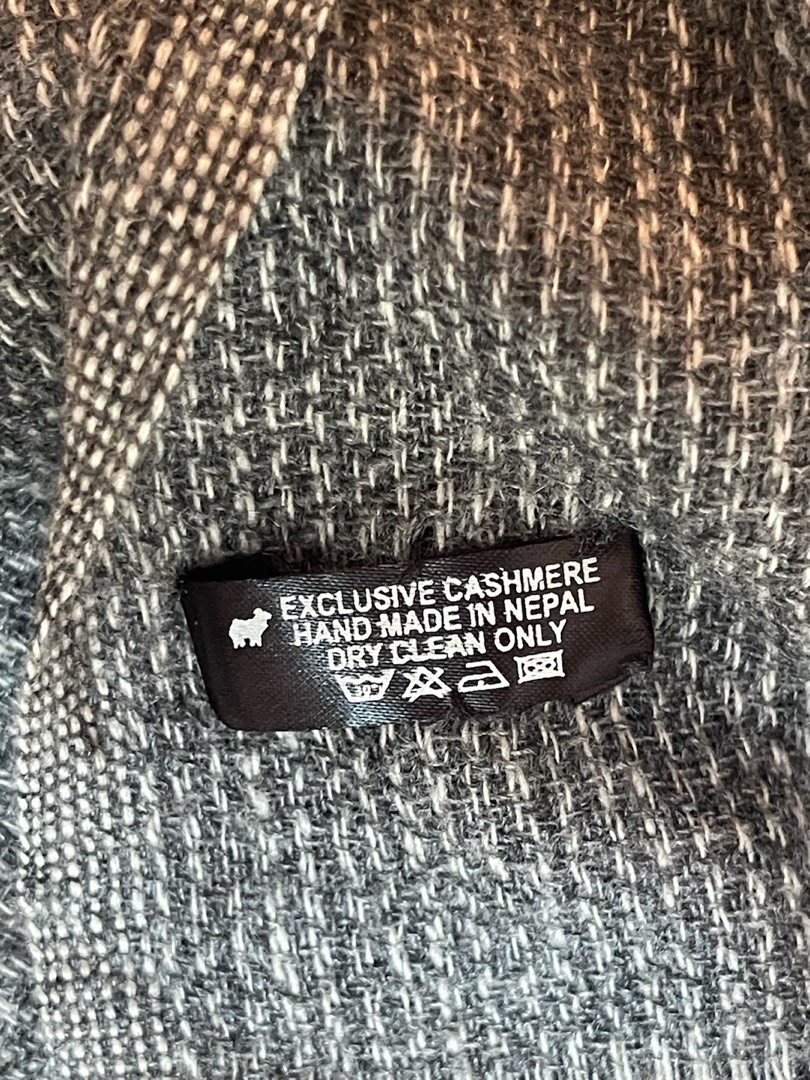 EXCLUSIVE CASHMERE
HAND MADE IN NEPAL
DRY CLEAN ONLY